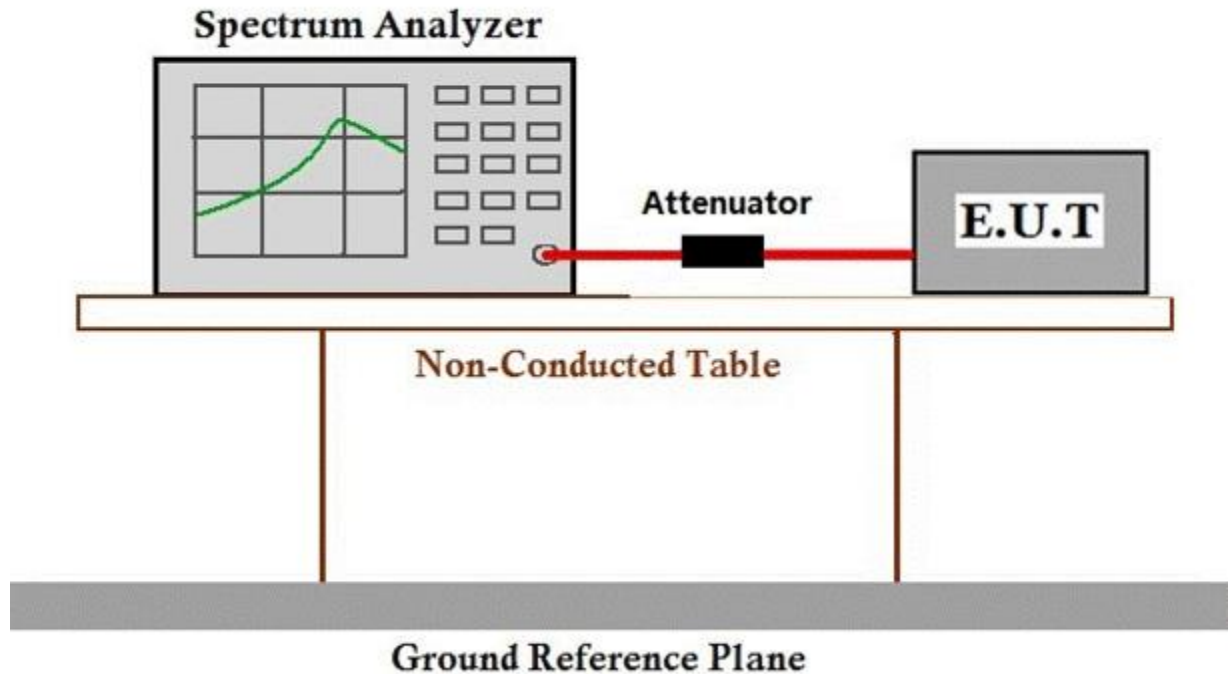 Spectrum Analyzer
Attenuator
E.U.T
Non-Conducted Table
Ground Reference Plane